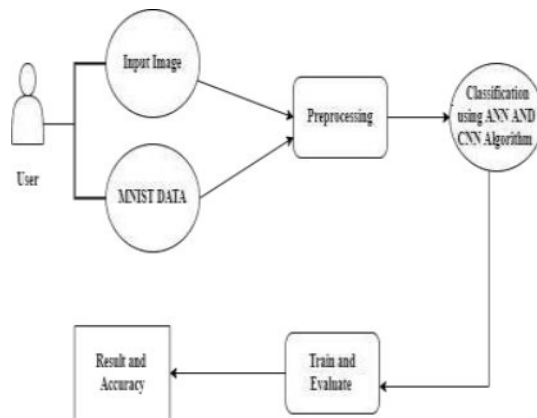 Input Image
User
MNIST DATA
Preprocessing
Classification
using ANN AND
CNN Algorithm
Train and
Evaluate
Result and
Accuracy